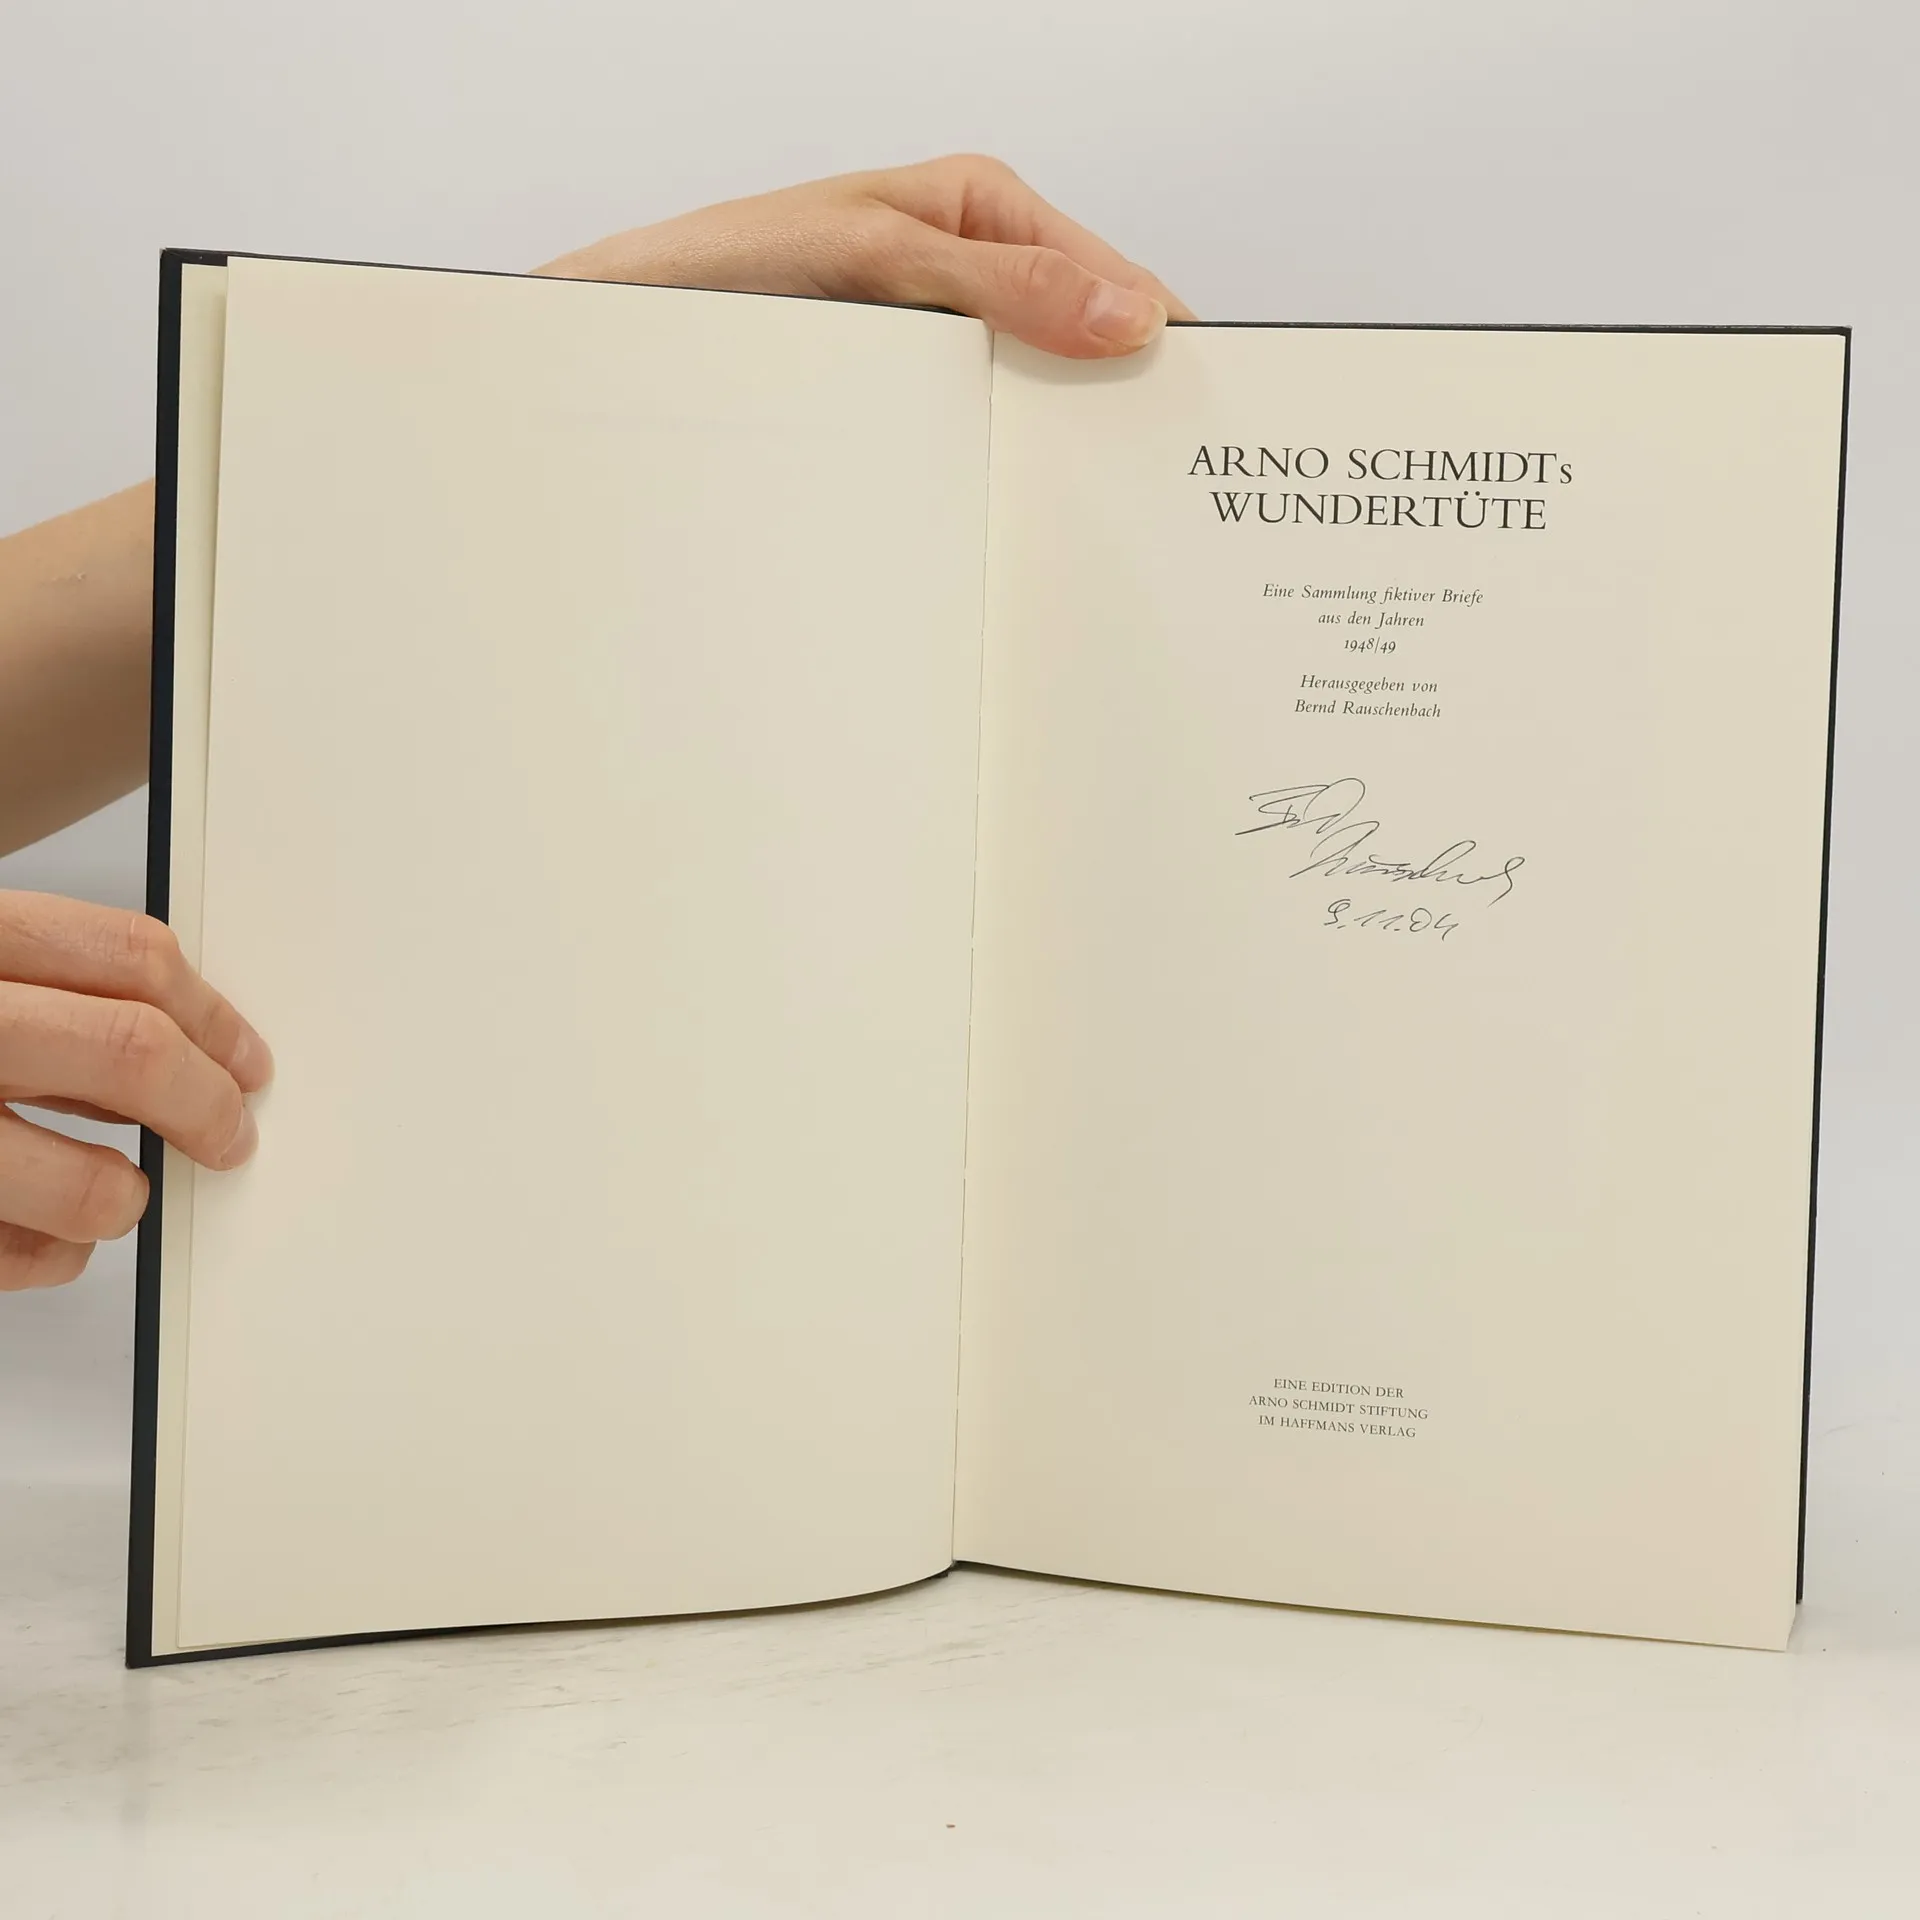 ARNO SCHMIDTs
WUNDERTÜTE
Eine Sammlung fiktiver Briefe
aus den Jahren
1948/49
Herausgegeben von
Bernd Rauschenbach
9.11.04
EINE EDITION DER
ARNO SCHMIDT STIFTUNG
IM HAFFMANS VERLAG